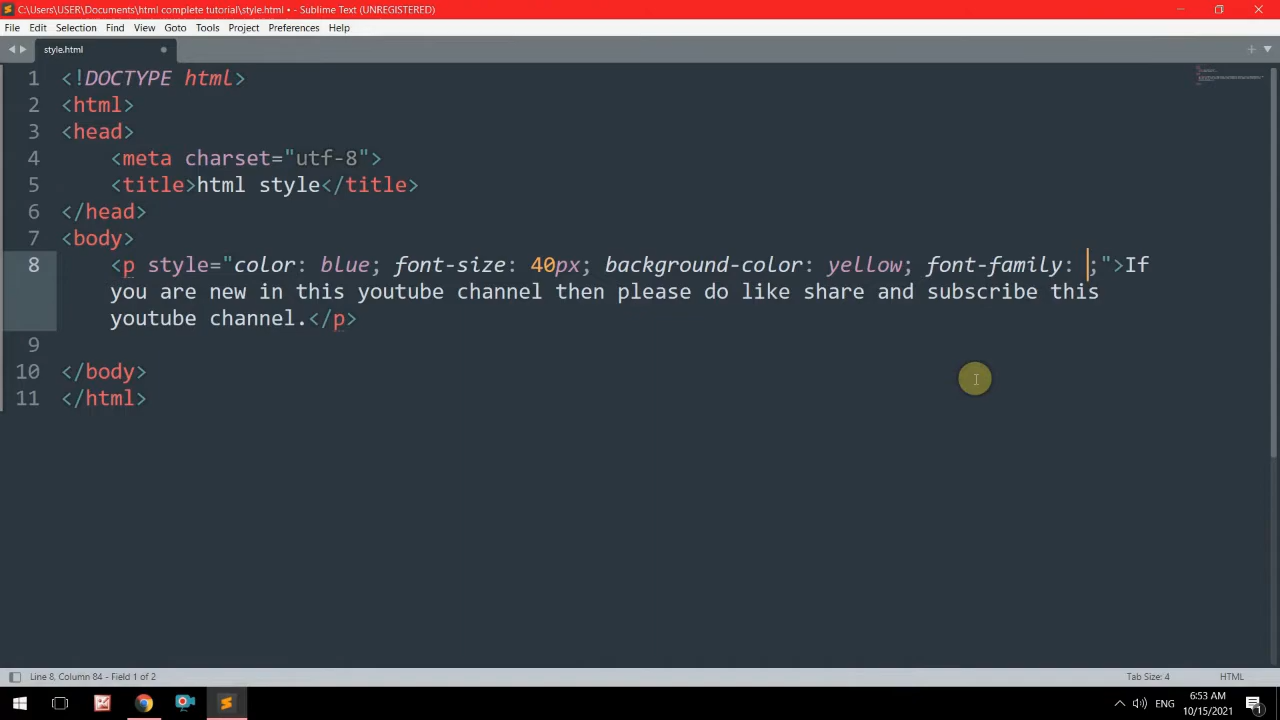 C:\Users\USER\Documents\html complete tutorial\style.html • - Sublime Text (UNREGISTERED)
File Edit Selection Find View Goto Tools Project Preferences Help
style.html
1 <!DOCTYPE html>
2 <html>
3 <head>
4 <meta charset="utf-8">
5 <title>html style</title>
6 </head>
7 <body>
8 <p style="color: blue; font-size: 40px; background-color: yellow; font-family: ;">If
you are new in this youtube channel then please do like share and subscribe this
youtube channel.</p>
9
10 </body>
11 </html>
Line 8, Column 84 - Field 1 of 2 Tab Size: 4 HTML
ENG 6:53 AM
10/15/2021 1